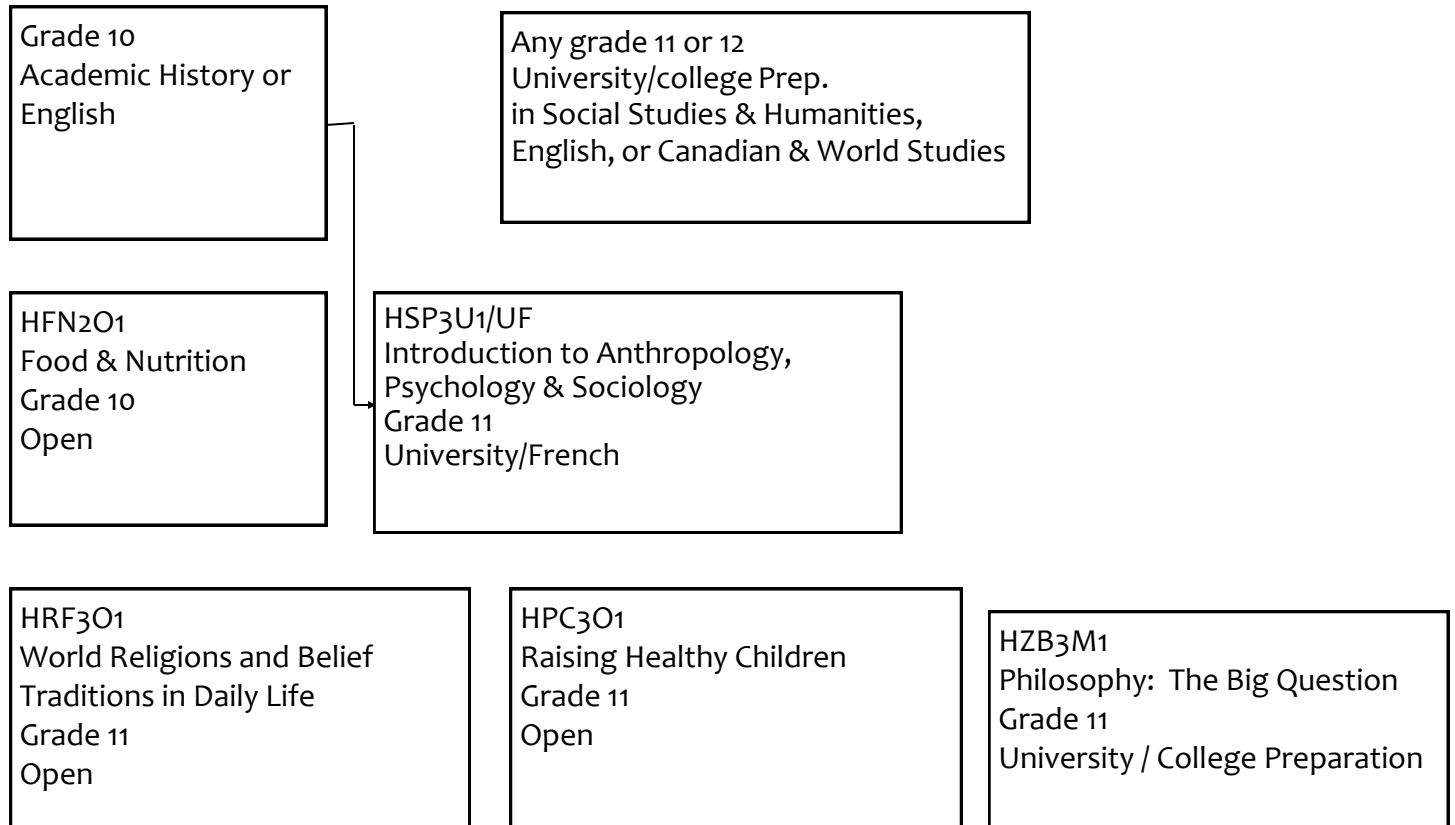 Grade 10
Academic History or
English
Any grade 11 or 12
University/college Prep.
in Social Studies & Humanities,
English, or Canadian & World Studies
HFN2O1
Food & Nutrition
Grade 10
Open
HSP3U1/UF
Introduction to Anthropology,
Psychology & Sociology
Grade 11
University/French
HRF3O1
World Religions and Belief
Traditions in Daily Life
Grade 11
Open
HPC3O1
Raising Healthy Children
Grade 11
Open
HZB3M1
Philosophy: The Big Question
Grade 11
University / College Preparation